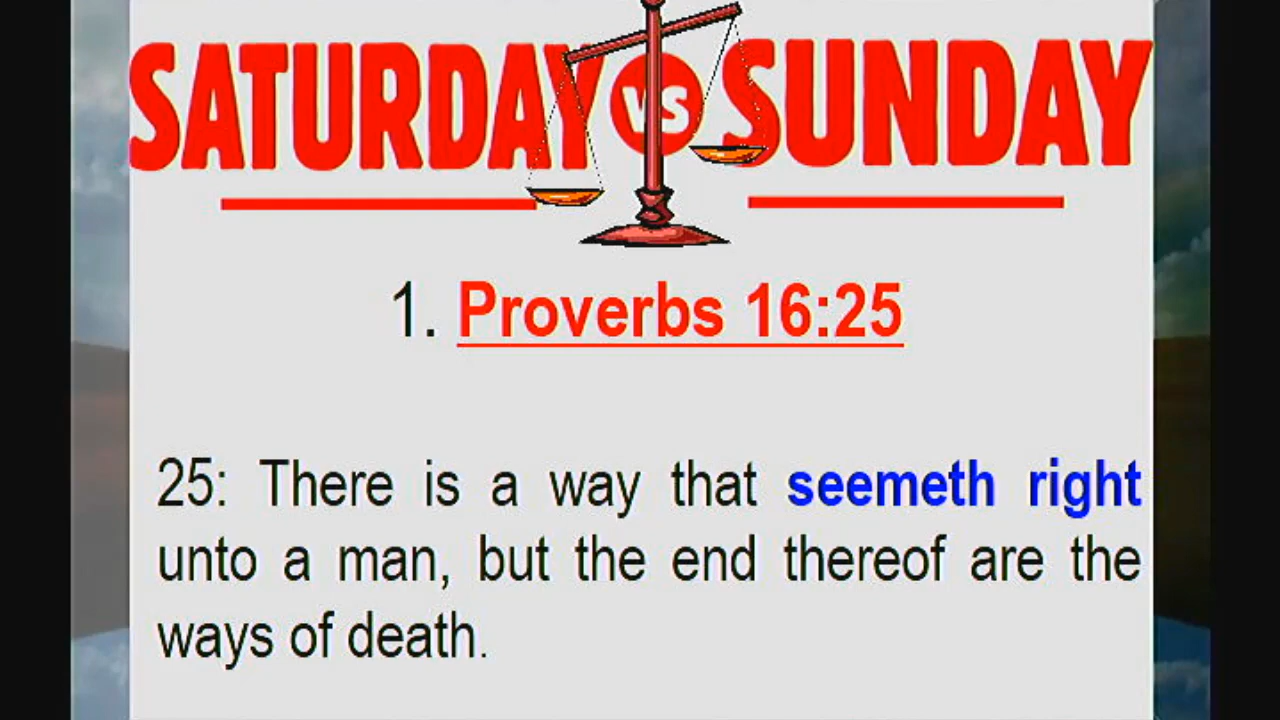 SATURDAY VS SUNDAY
1. Proverbs 16:25
25: There is a way that seemeth right
unto a man, but the end thereof are the
ways of death.